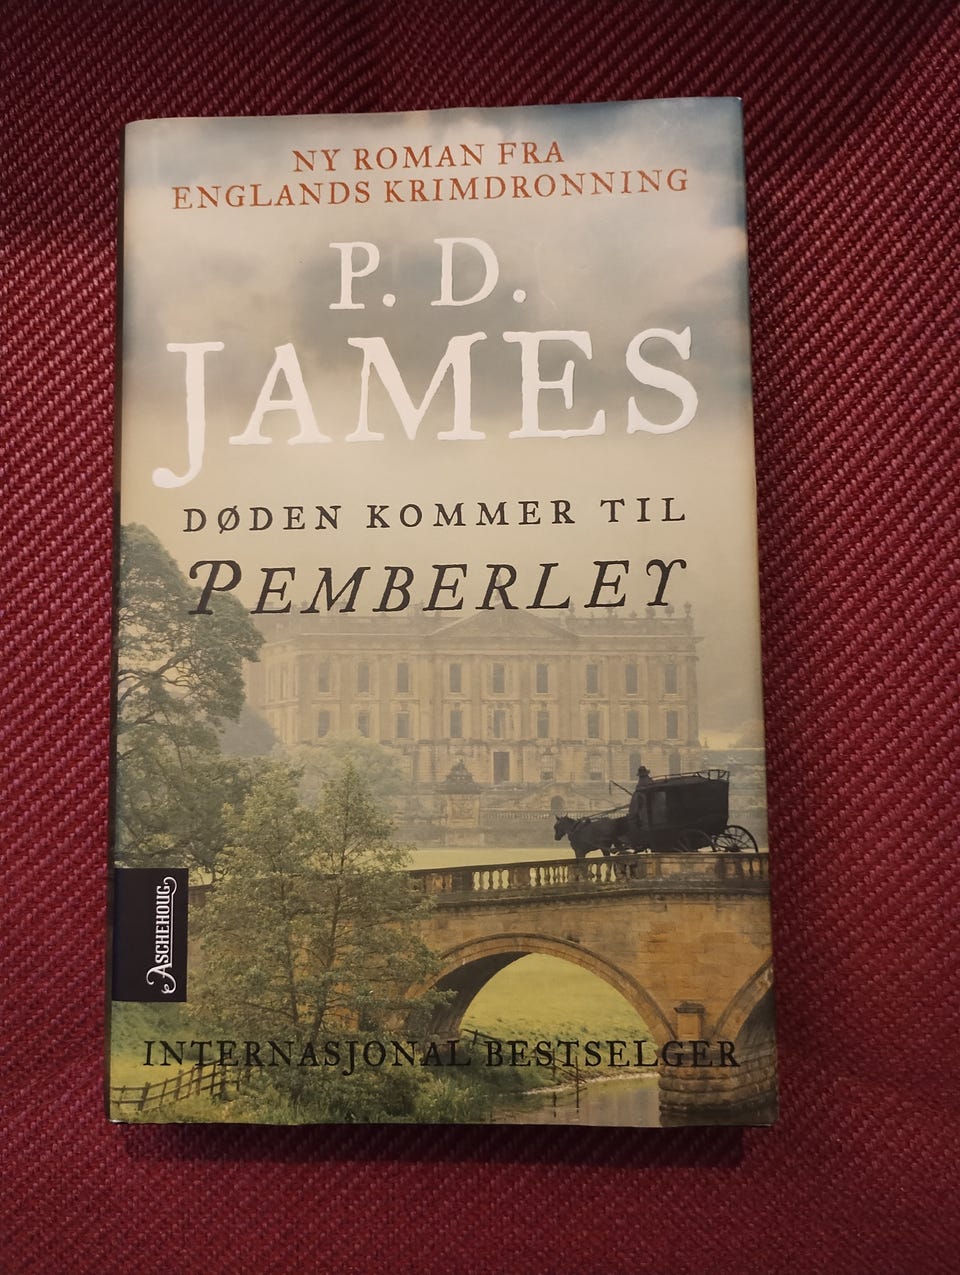 NY ROMAN FRA
ENGLANDS KRIMDRONNING
P. D.
JAMES
DØDEN KOMMER TIL
PEMBERLEY
ASCHEHOUG
INTERNASJONAL BESTSELGER